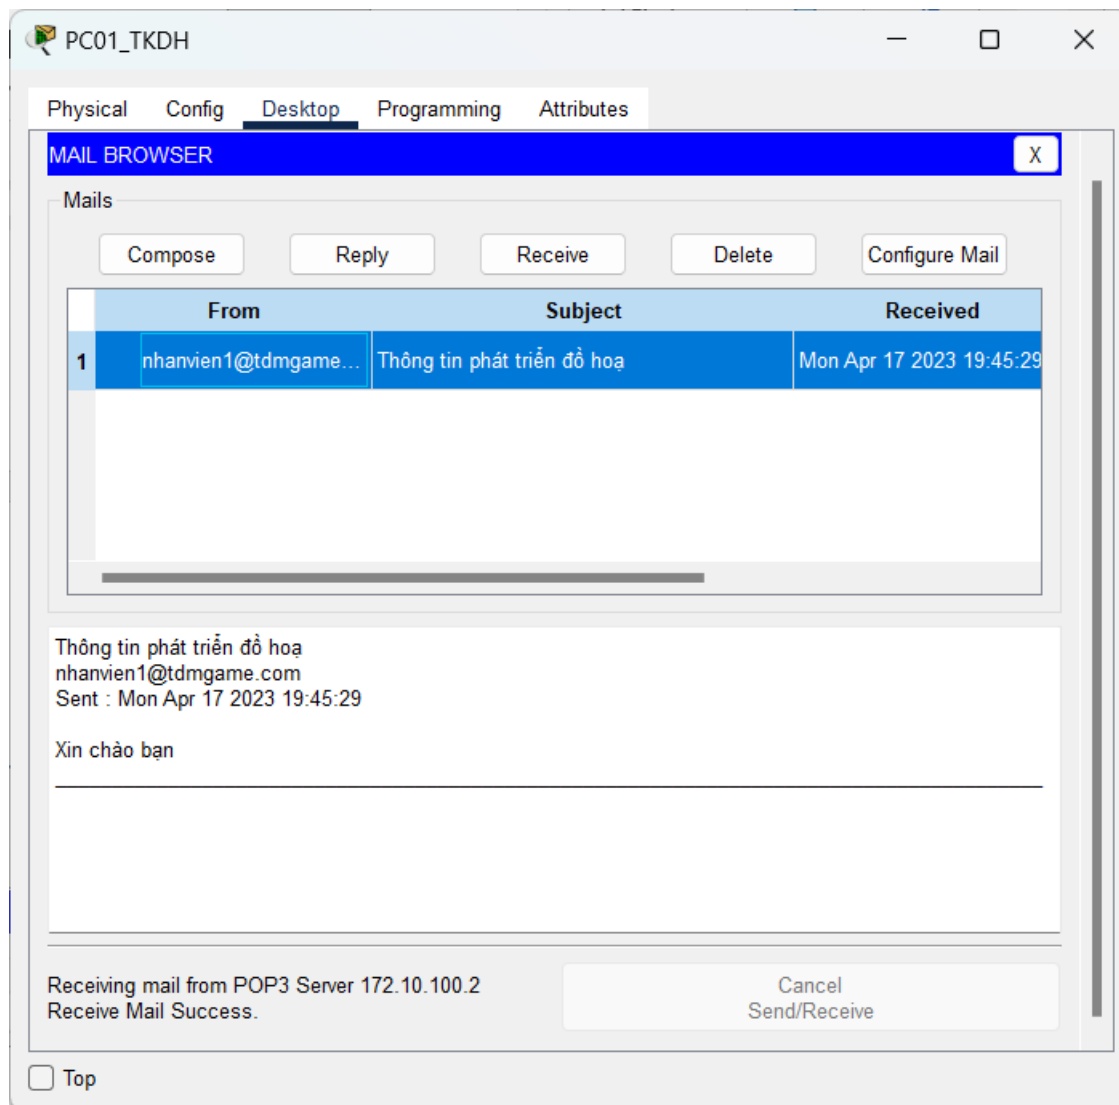 PC01_TKDH
Physical Config Desktop Programming Attributes
MAIL BROWSER X
Mails
Compose Reply Receive Delete Configure Mail
From Subject Received
1 nhanvien1@tdmgame... Thông tin phát triển đồ hoạ Mon Apr 17 2023 19:45:29
Thông tin phát triển đồ hoạ
nhanvien1@tdmgame.com
Sent : Mon Apr 17 2023 19:45:29
Xin chào bạn
Receiving mail from POP3 Server 172.10.100.2
Receive Mail Success.
Cancel
Send/Receive
Top